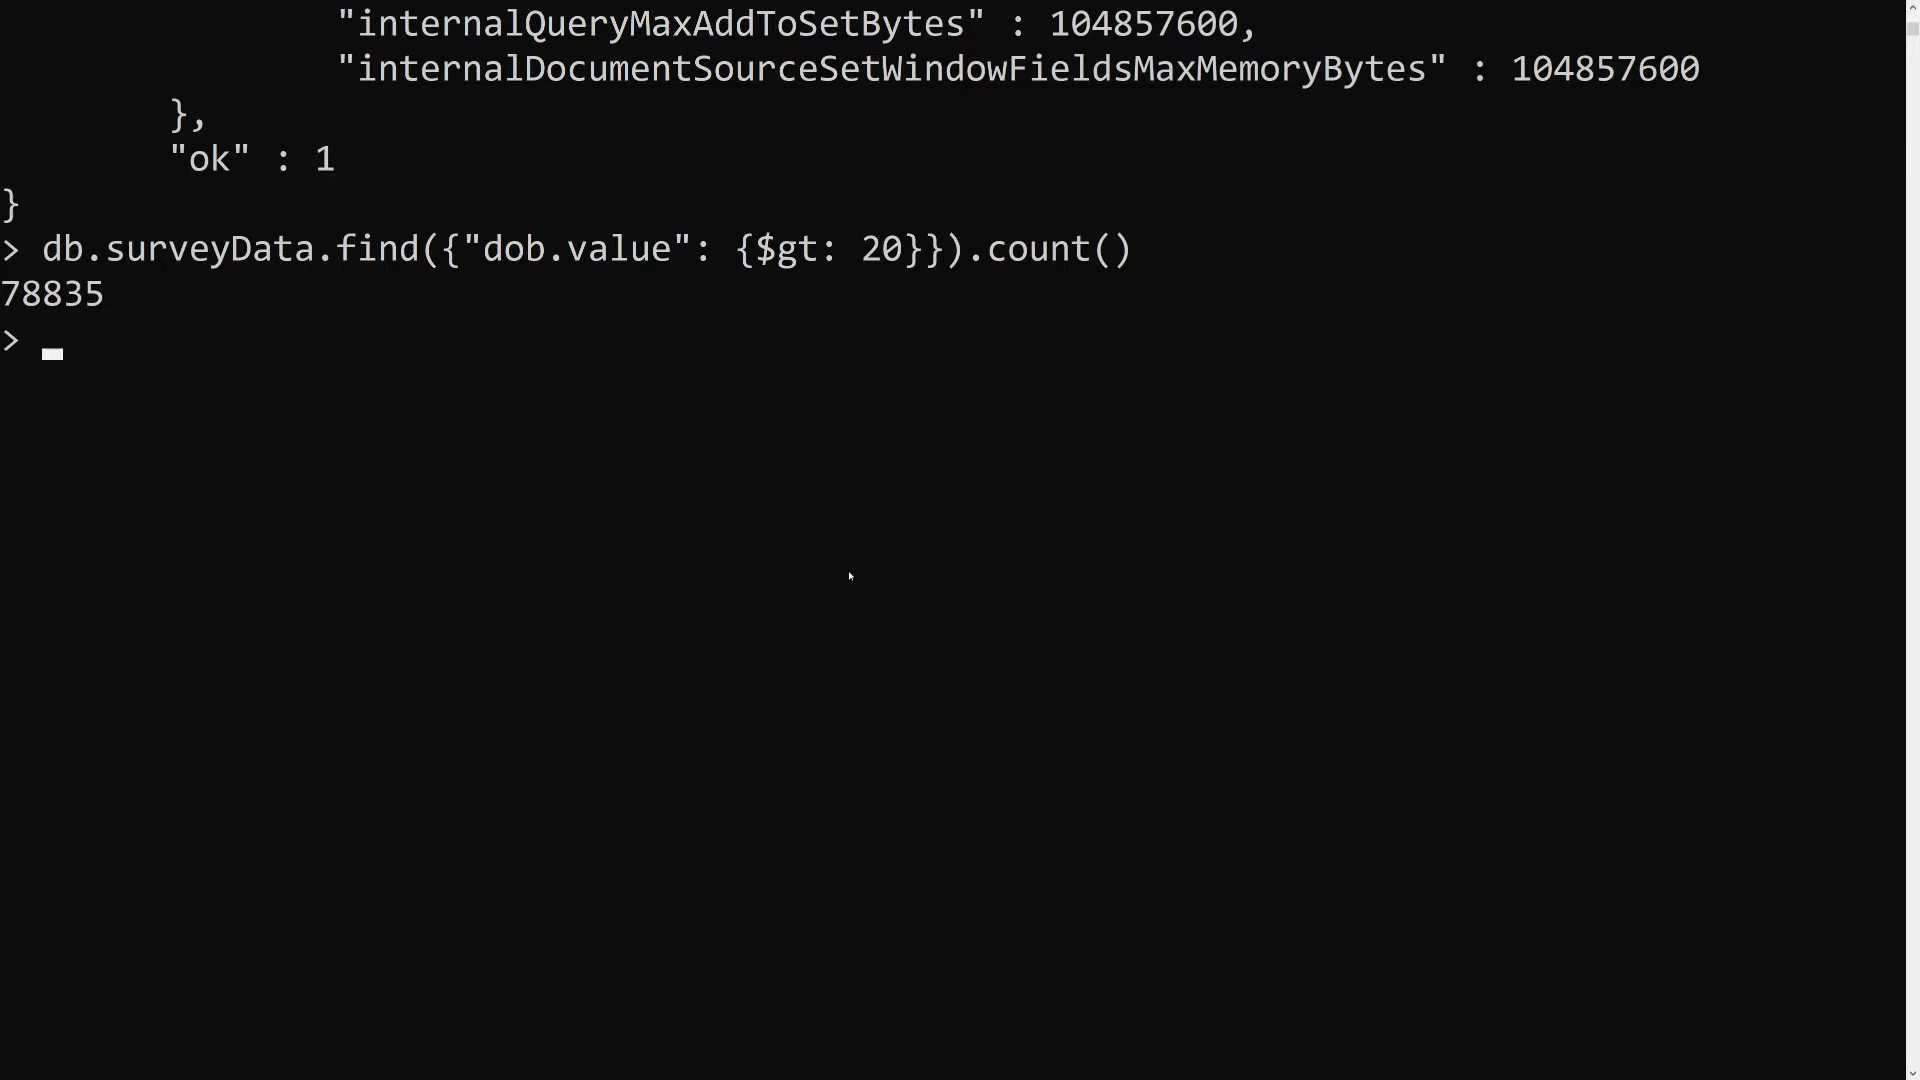 "internalQueryMaxAddToSetBytes" : 104857600,
"internalDocumentSourceSetWindowFieldsMaxMemoryBytes" : 104857600
},
"ok" : 1
}
> db.surveyData.find({"dob.value": {$gt: 20}}).count()
78835
>